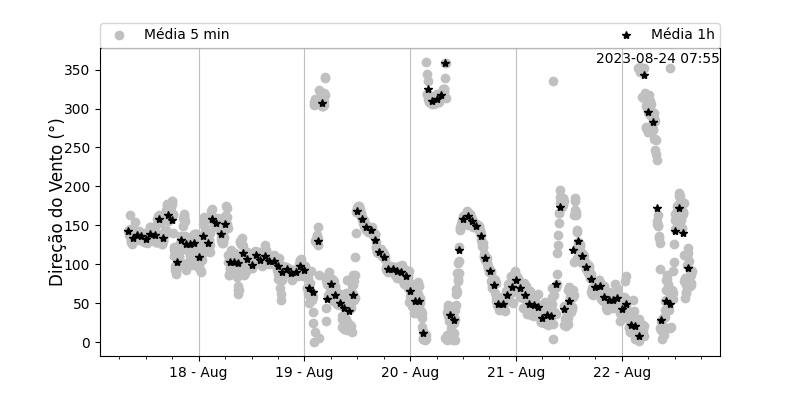 Média 5 min
Média 1h
2023-08-24 07:55
Direção do Vento (°)
350
300
250
200
150
100
50
0
18 - Aug
19 - Aug
20 - Aug
21 - Aug
22 - Aug